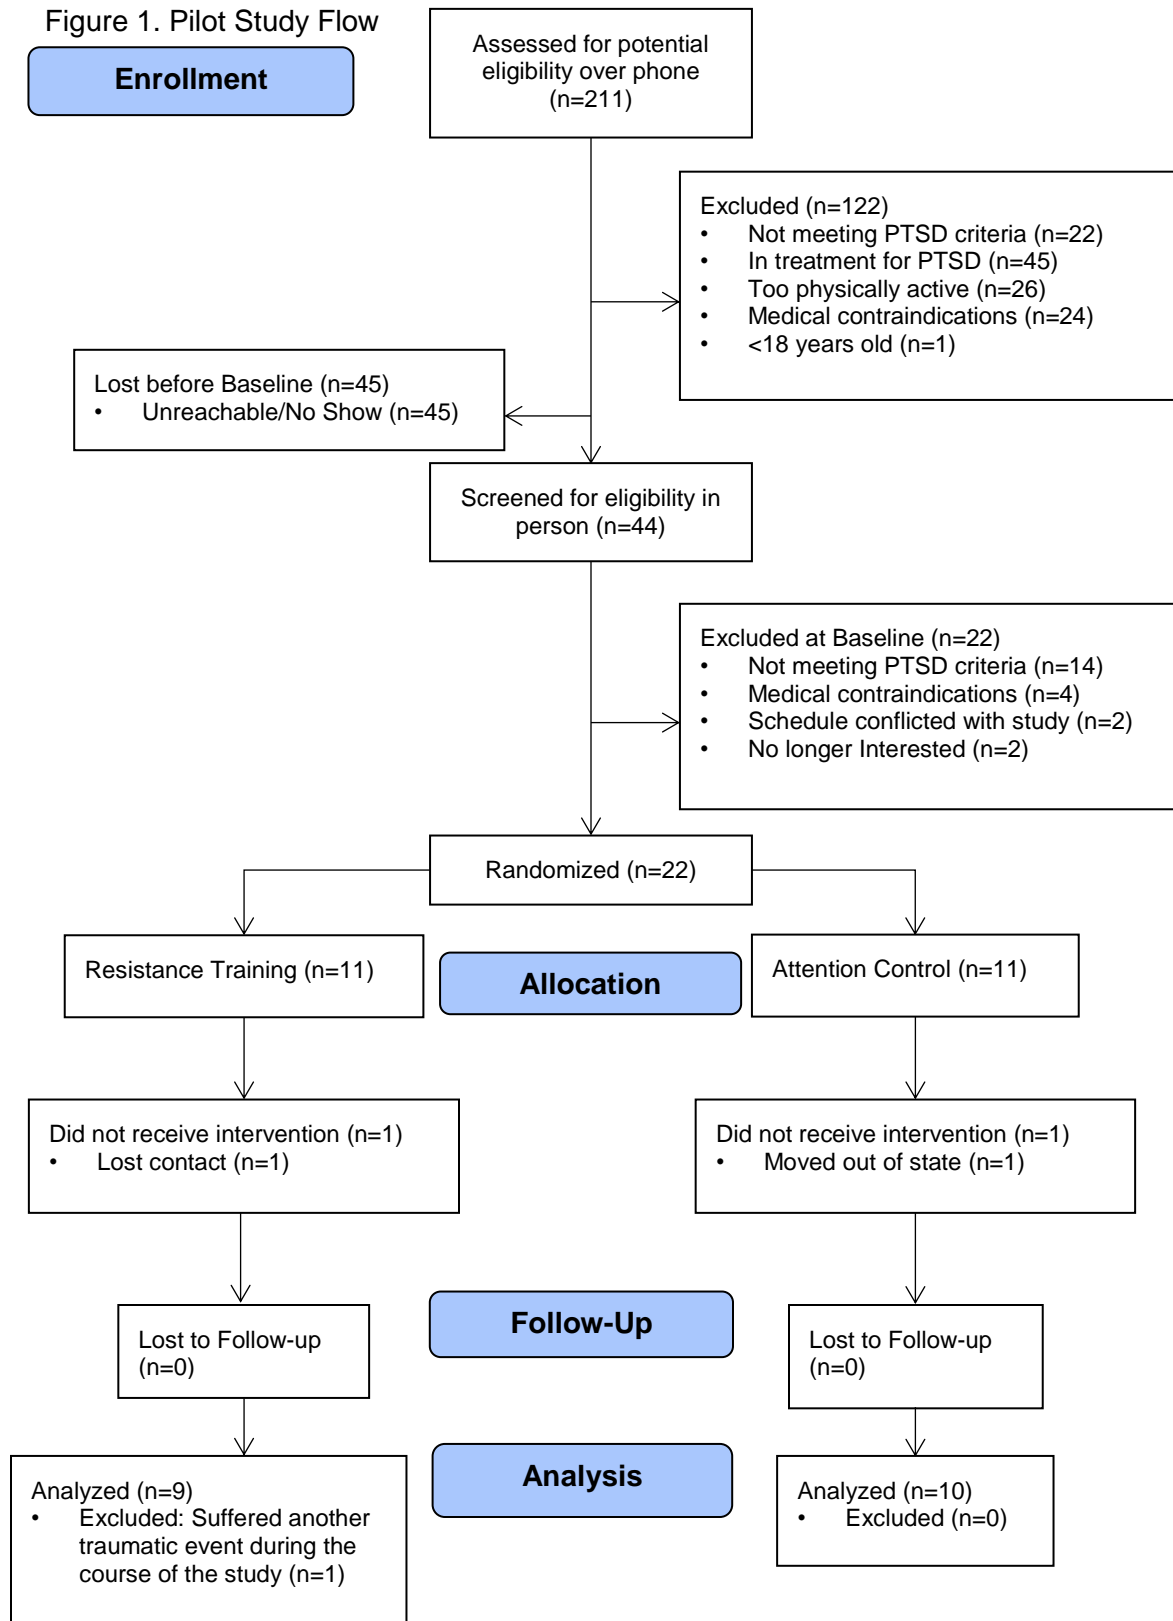 Figure 1. Pilot Study Flow
Enrollment
Assessed for potential
eligibility over phone
(n=211)
Excluded (n=122)
• Not meeting PTSD criteria (n=22)
• In treatment for PTSD (n=45)
• Too physically active (n=26)
• Medical contraindications (n=24)
• <18 years old (n=1)
Lost before Baseline (n=45)
• Unreachable/No Show (n=45)
Screened for eligibility in
person (n=44)
Excluded at Baseline (n=22)
• Not meeting PTSD criteria (n=14)
• Medical contraindications (n=4)
• Schedule conflicted with study (n=2)
• No longer Interested (n=2)
Randomized (n=22)
Resistance Training (n=11)
Allocation
Attention Control (n=11)
Did not receive intervention (n=1)
• Lost contact (n=1)
Did not receive intervention (n=1)
• Moved out of state (n=1)
Lost to Follow-up
(n=0)
Follow-Up
Lost to Follow-up
(n=0)
Analyzed (n=9)
• Excluded: Suffered another
traumatic event during the
course of the study (n=1)
Analysis
Analyzed (n=10)
• Excluded (n=0)